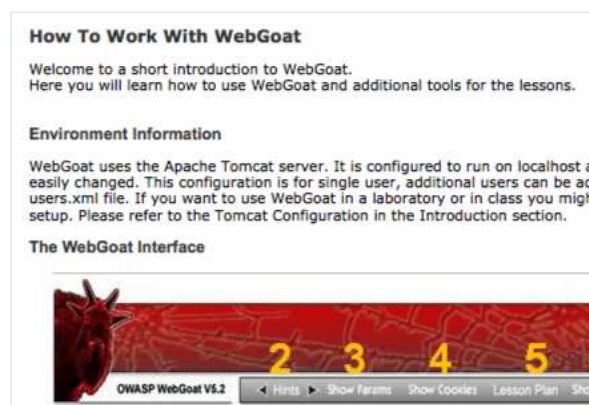 How To Work With WebGoat
Welcome to a short introduction to WebGoat.
Here you will learn how to use WebGoat and additional tools for the lessons.
Environment Information
WebGoat uses the Apache Tomcat server. It is configured to run on localhost a
easily changed. This configuration is for single user, additional users can be ad
users.xml file. If you want to use WebGoat in a laboratory or in class you migh
setup. Please refer to the Tomcat Configuration in the Introduction section.
The WebGoat Interface
2 3 4 5
OWASP WebGoat V5.2 Hints Show Params Show Cookies Lesson Plan Sho